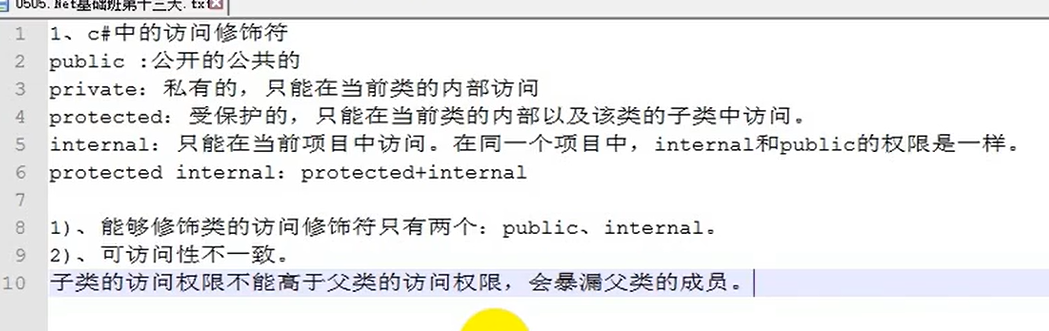 0505.Net基础班第十三天.txt
1 1、c#中的访问修饰符
2 public :公开的公共的
3 private：私有的，只能在当前类的内部访问
4 protected：受保护的，只能在当前类的内部以及该类的子类中访问。
5 internal：只能在当前项目中访问。在同一个项目中，internal和public的权限是一样。
6 protected internal：protected+internal
7
8 1)、能够修饰类的访问修饰符只有两个：public、internal。
9 2)、可访问性不一致。
10 子类的访问权限不能高于父类的访问权限，会暴漏父类的成员。